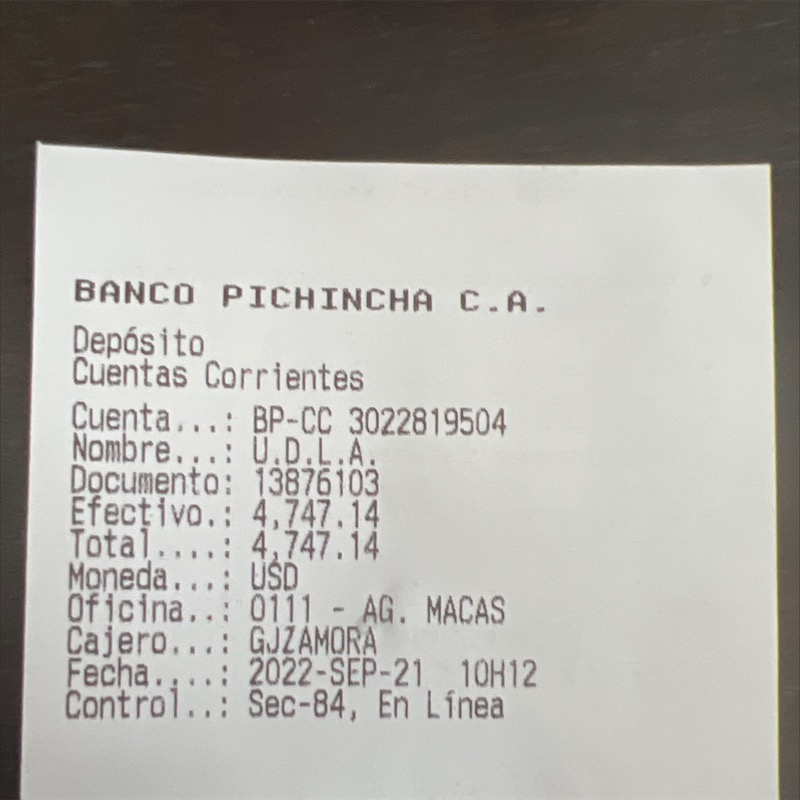 BANCO PICHINCHA C.A.
Depósito
Cuentas Corrientes
Cuenta...: BP-CC 3022819504
Nombre...: U.D.L.A.
Documento: 13876103
Efectivo.: 4,747.14
Total....: 4,747.14
Moneda...: USD
Oficina..: 0111 - AG. MACAS
Cajero...: GJZAMORA
Fecha....: 2022-SEP-21 10H12
Control..: Sec-84, En Línea